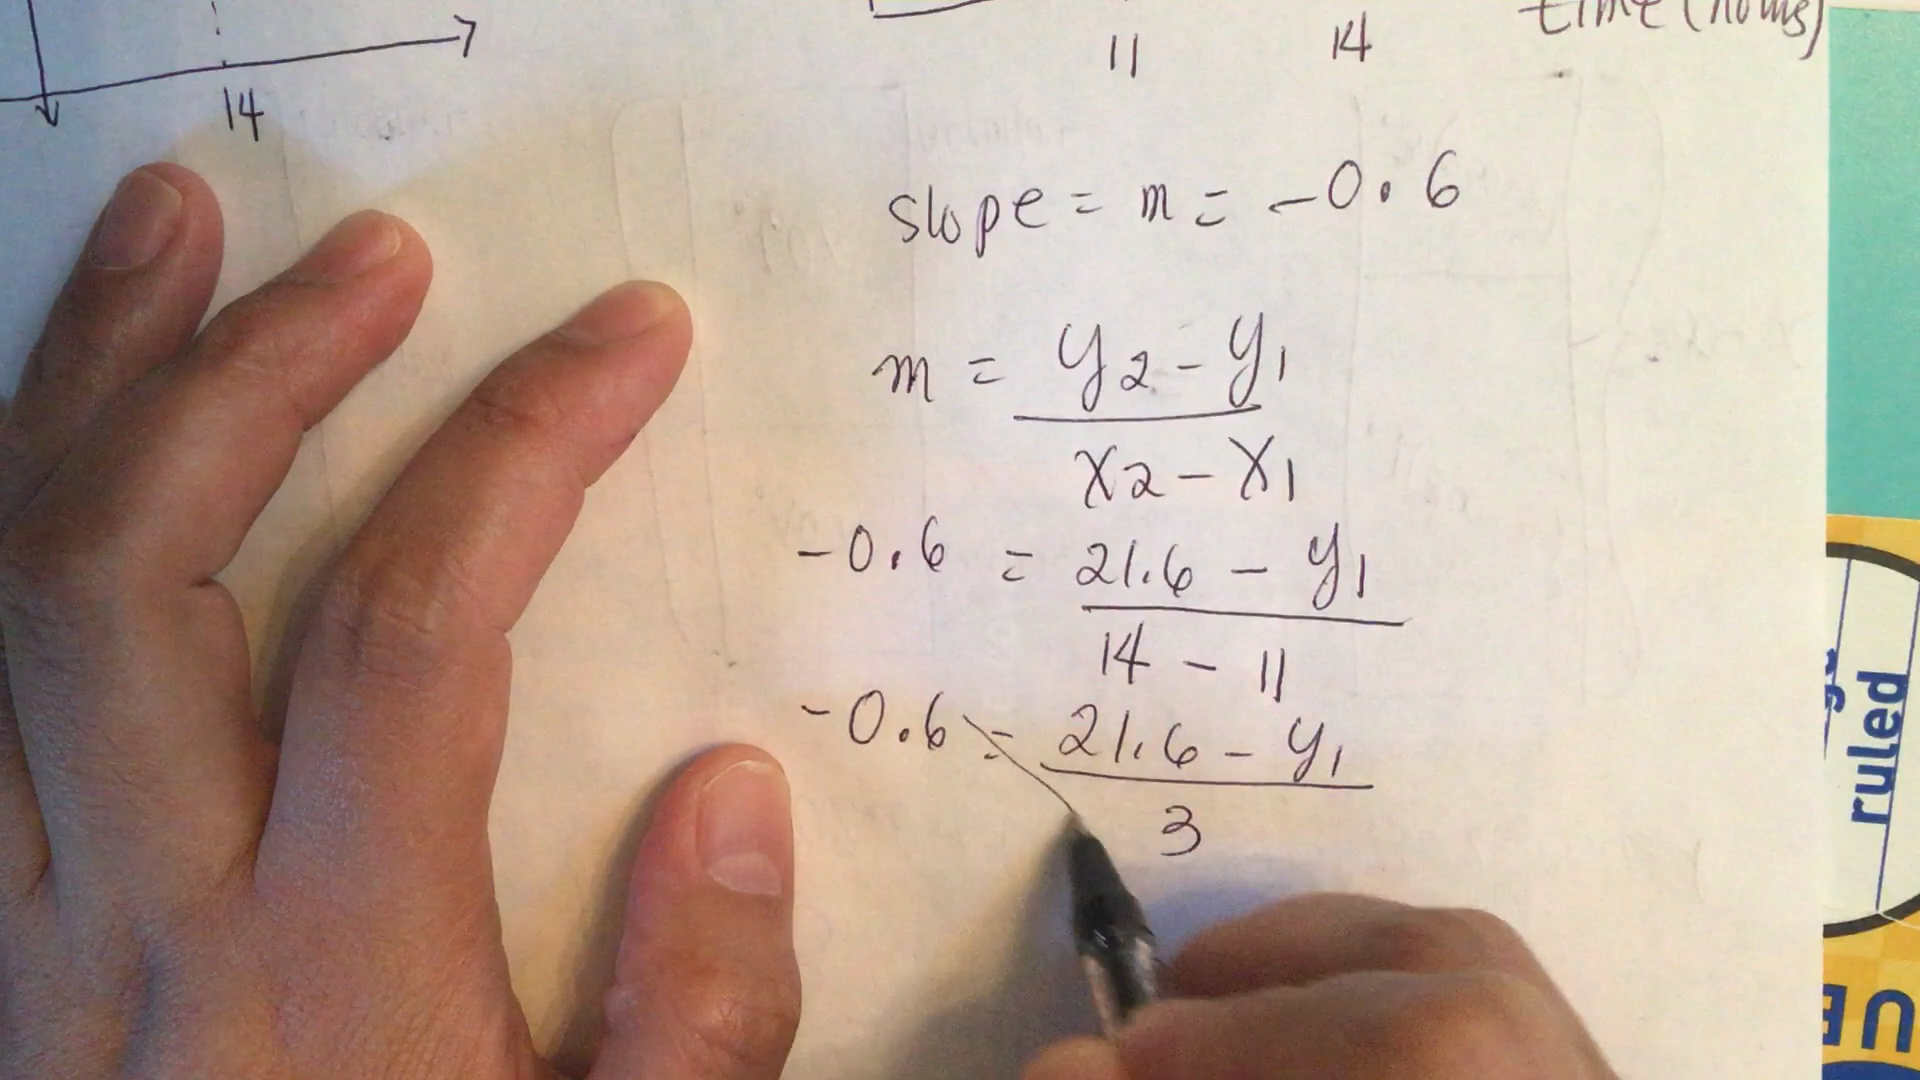 11 14 time (hours)
14
slope = m = -0.6
m = y2 - y1
x2 - x1
-0.6 = 21.6 - y1
14 - 11
-0.6 = 21.6 - y1
3
ruled